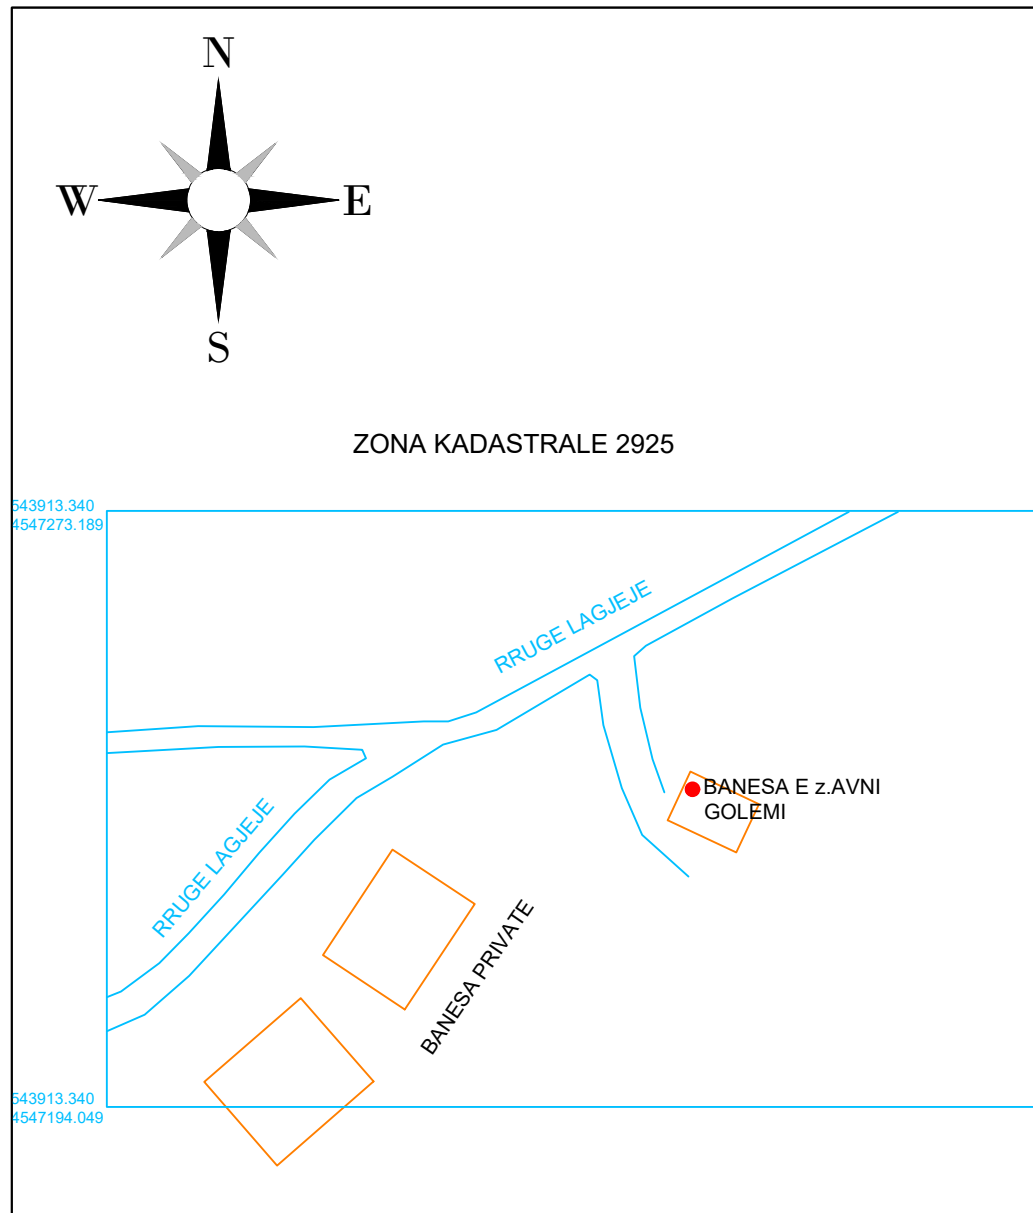 N
W E
S
ZONA KADASTRALE 2925
543913.340
4547273.189
RRUGE LAGJEJE
BANESA E z.AVNI
GOLEMI
RRUGE LAGJEJE
BANESA PRIVATE
543913.340
4547194.049